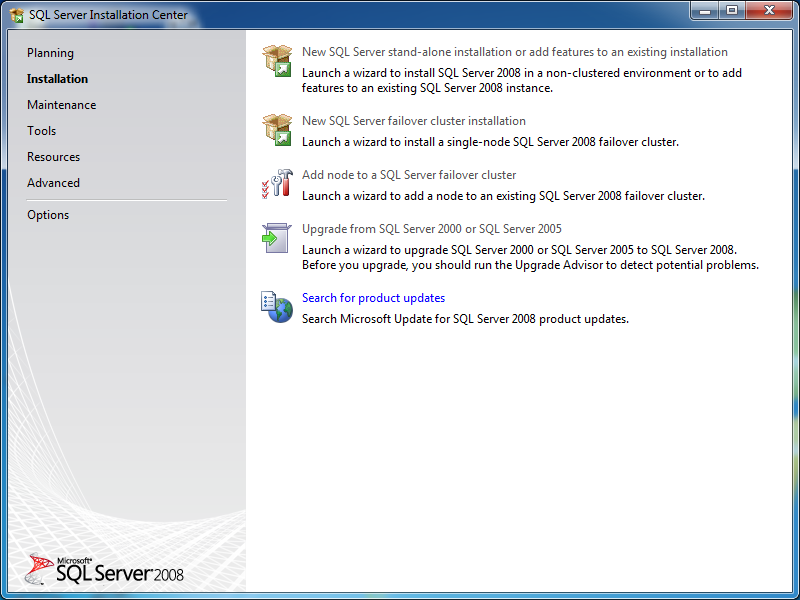 SQL Server Installation Center
Planning
Installation
Maintenance
Tools
Resources
Advanced
Options
New SQL Server stand-alone installation or add features to an existing installation
Launch a wizard to install SQL Server 2008 in a non-clustered environment or to add
features to an existing SQL Server 2008 instance.
New SQL Server failover cluster installation
Launch a wizard to install a single-node SQL Server 2008 failover cluster.
Add node to a SQL Server failover cluster
Launch a wizard to add a node to an existing SQL Server 2008 failover cluster.
Upgrade from SQL Server 2000 or SQL Server 2005
Launch a wizard to upgrade SQL Server 2000 or SQL Server 2005 to SQL Server 2008.
Before you upgrade, you should run the Upgrade Advisor to detect potential problems.
Search for product updates
Search Microsoft Update for SQL Server 2008 product updates.
Microsoft®
SQL Server 2008